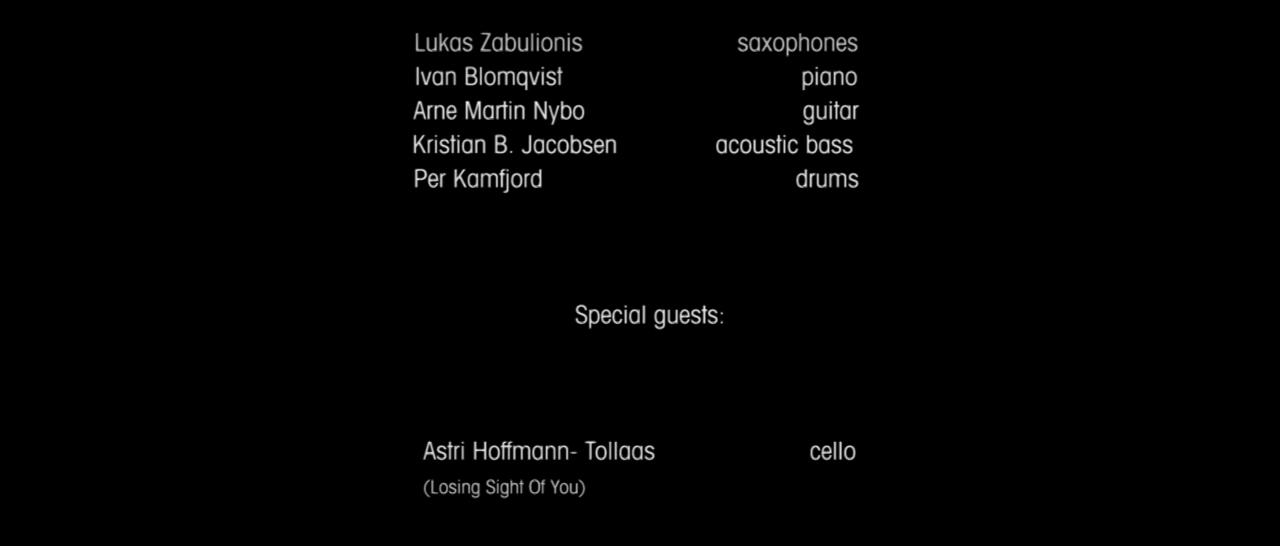 Lukas Zabulionis saxophones
Ivan Blomqvist piano
Arne Martin Nybo guitar
Kristian B. Jacobsen acoustic bass
Per Kamfjord drums
Special guests:
Astri Hoffmann- Tollaas cello
(Losing Sight Of You)